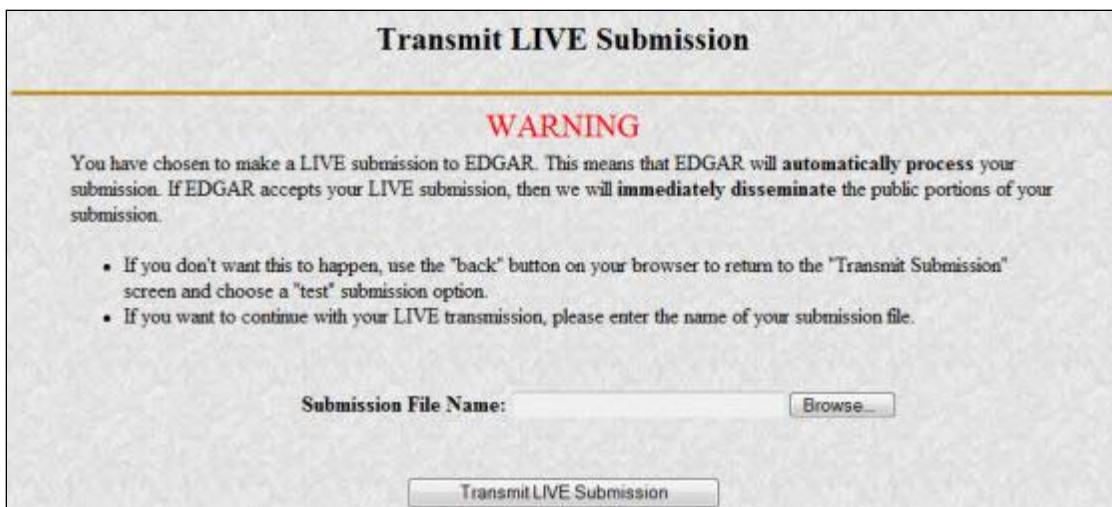 Transmit LIVE Submission
WARNING
You have chosen to make a LIVE submission to EDGAR. This means that EDGAR will automatically process your
submission. If EDGAR accepts your LIVE submission, then we will immediately disseminate the public portions of your
submission.
• If you don't want this to happen, use the "back" button on your browser to return to the "Transmit Submission"
screen and choose a "test" submission option.
• If you want to continue with your LIVE transmission, please enter the name of your submission file.
Submission File Name: Browse...
Transmit LIVE Submission